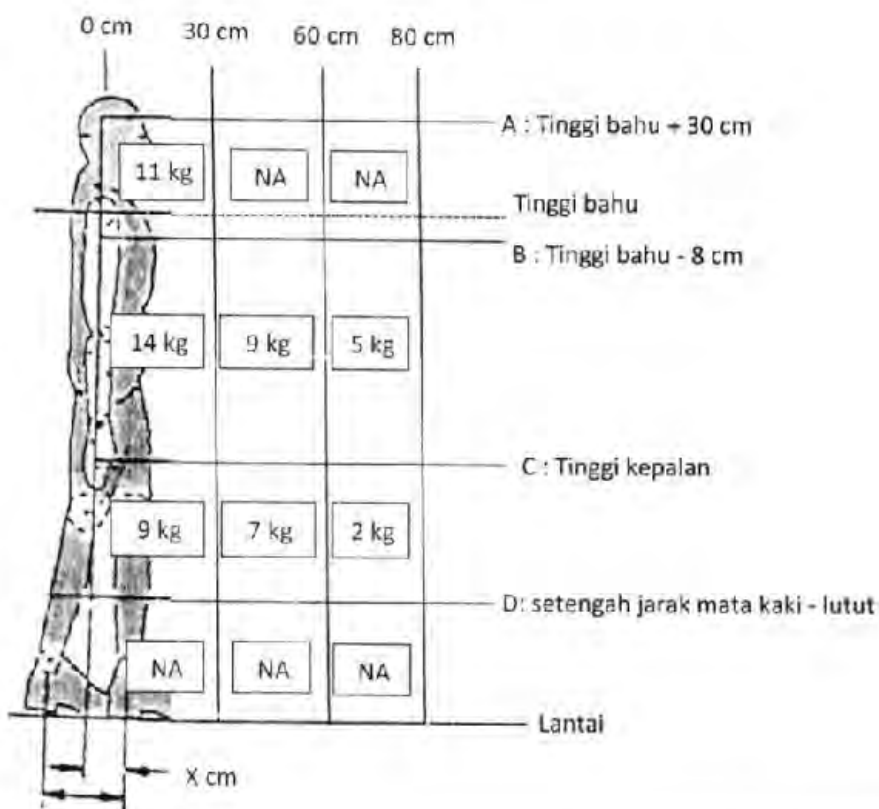 0 cm 30 cm 60 cm 80 cm
A : Tinggi bahu + 30 cm
11 kg NA NA
Tinggi bahu
B : Tinggi bahu - 8 cm
14 kg 9 kg 5 kg
C : Tinggi kepalan
9 kg 7 kg 2 kg
D: setengah jarak mata kaki - lutut
NA NA NA
Lantai
X cm